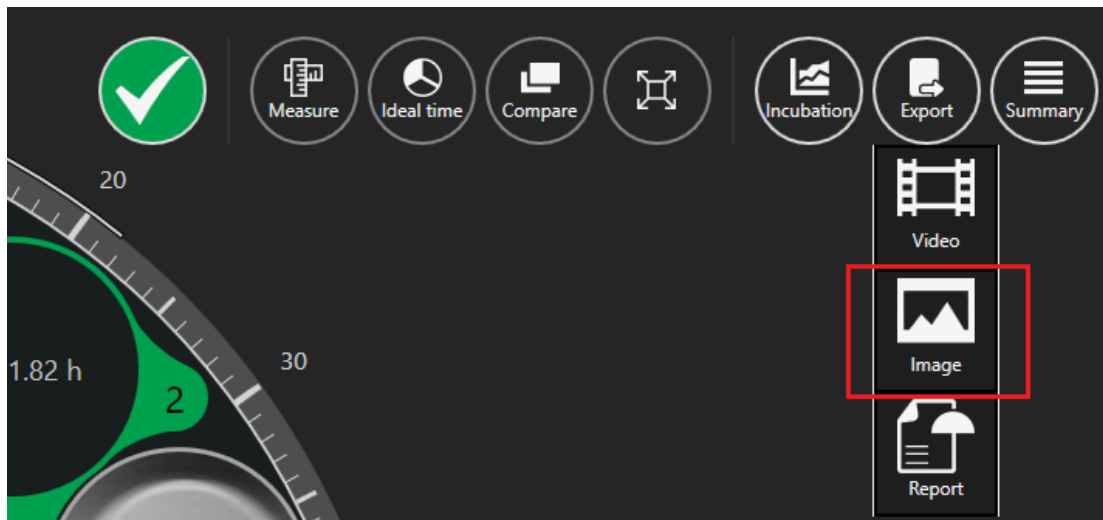 Measure
Ideal time
Compare
Incubation
Export
Summary
20
Video
30
1.82 h
Image
2
Report